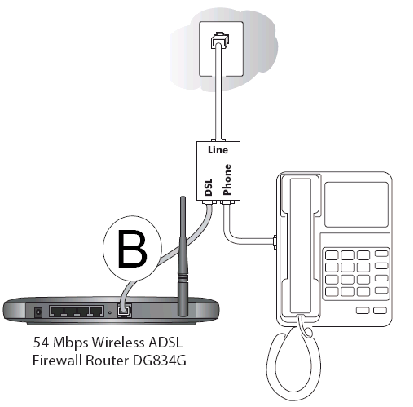 Line
DSL
Phone
B
54 Mbps Wireless ADSL
Firewall Router DG834G